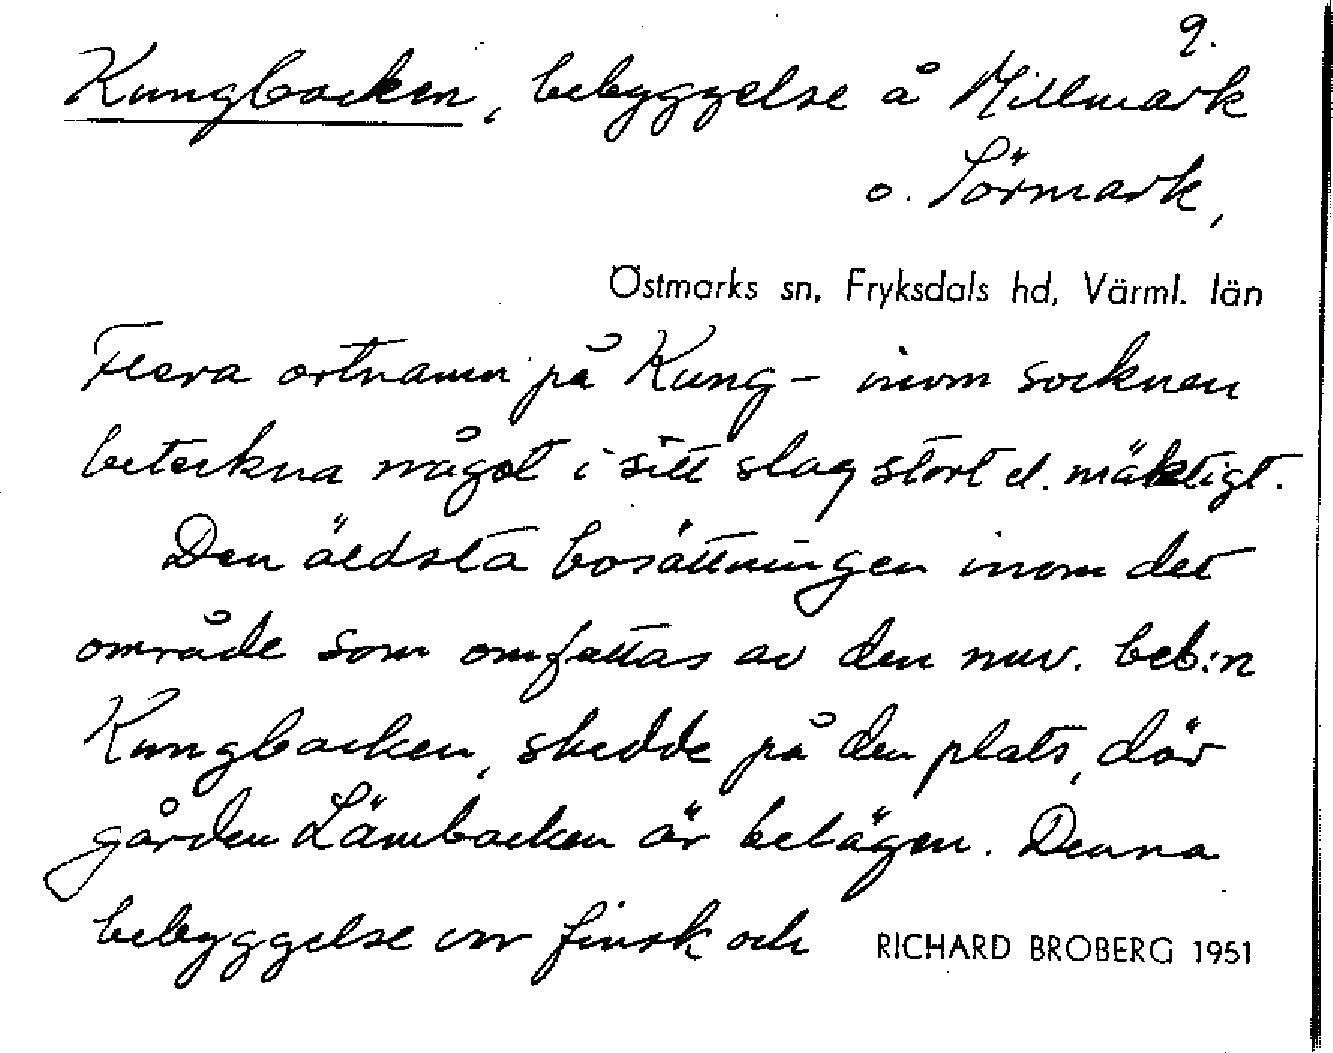 9.
Kungbacken, bebyggelse å Millmark
o. Sörmark,
Östmarks sn, Fryksdals hd, Värml. län
Flera ortnamn på Kung- inom socknen
beteckna något i sitt slag stort el. mäktigt.
Den äldsta bosättningen inom det
område som omfattas av den nuv. beb:n
Kungbacken, skedde på den plats, där
gården Lämbacken är belägen. Denna
bebyggelse var finsk och
RICHARD BROBERG 1951